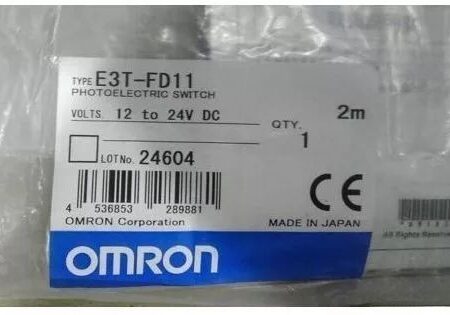 TYPE E3T-FD11
PHOTOELECTRIC SWITCH
VOLTS 12 to 24V DC
2m
QTY. 1
LOT No. 24604
4 536853 289881
CE
OMRON Corporation
MADE IN JAPAN
All Rights Reserve
OMRON